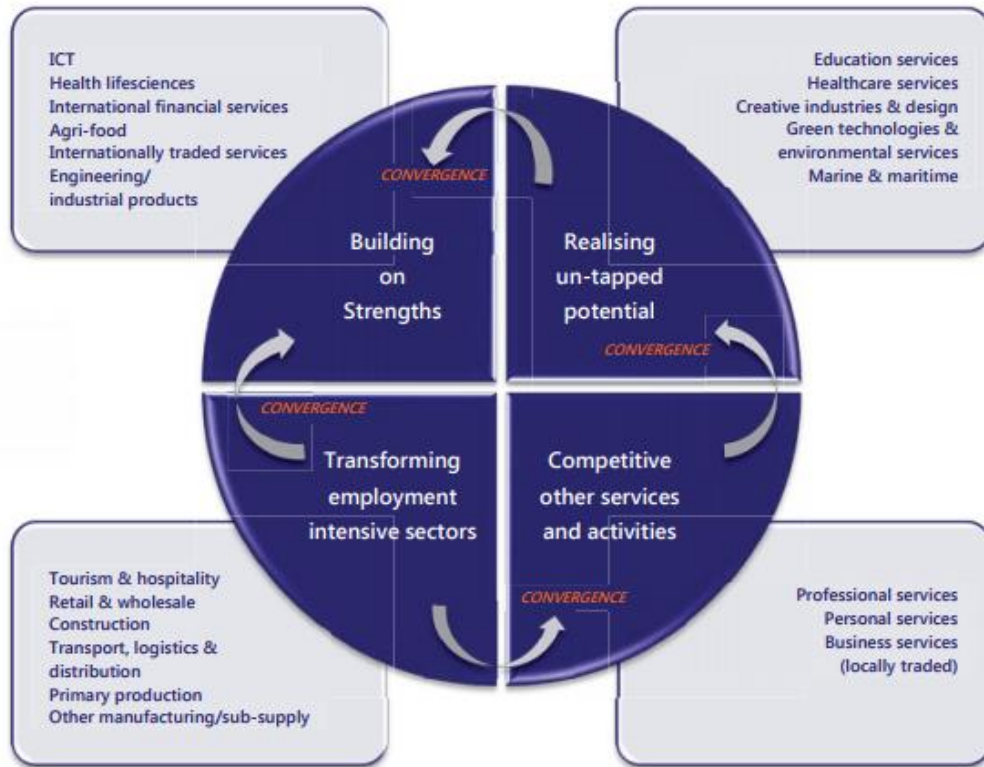 ICT
Health lifesciences
International financial services
Agri-food
Internationally traded services
Engineering/
industrial products
Education services
Healthcare services
Creative industries & design
Green technologies &
environmental services
Marine & maritime
CONVERGENCE
Building
on
Strengths
Realising
un-tapped
potential
CONVERGENCE
CONVERGENCE
Transforming
employment
intensive sectors
Competitive
other services
and activities
CONVERGENCE
Tourism & hospitality
Retail & wholesale
Construction
Transport, logistics &
distribution
Primary production
Other manufacturing/sub-supply
Professional services
Personal services
Business services
(locally traded)